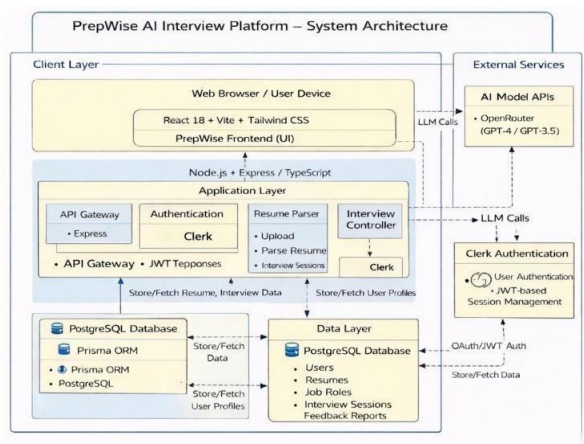 PrepWise AI Interview Platform – System Architecture
Client Layer
External Services
Web Browser / User Device
React 18 + Vite + Tailwind CSS
PrepWise Frontend (UI)
LLM Calls
AI Model APIs
• OpenRouter
(GPT-4 / GPT-3.5)
Node.js + Express / TypeScript
Application Layer
API Gateway
• Express
Authentication
Clerk
Resume Parser
• Upload
• Parse Resume
• Interview Sessions
Interview
Controller
Clerk
• API Gateway
• JWT Tepponses
LLM Calls
Clerk Authentication
• User Authentication
• JWT-based
Session Management
Store/Fetch Resume, Interview Data
Store/Fetch User Profiles
PostgreSQL Database
Prisma ORM
• Prisma ORM
• PostgreSQL
Store/Fetch
Data
Store/Fetch
User Profiles
Data Layer
PostgreSQL Database
• Users
• Resumes
• Job Roles
• Interview Sessions
Feedback Reports
OAuth/JWT Auth
Store/Fetch Data